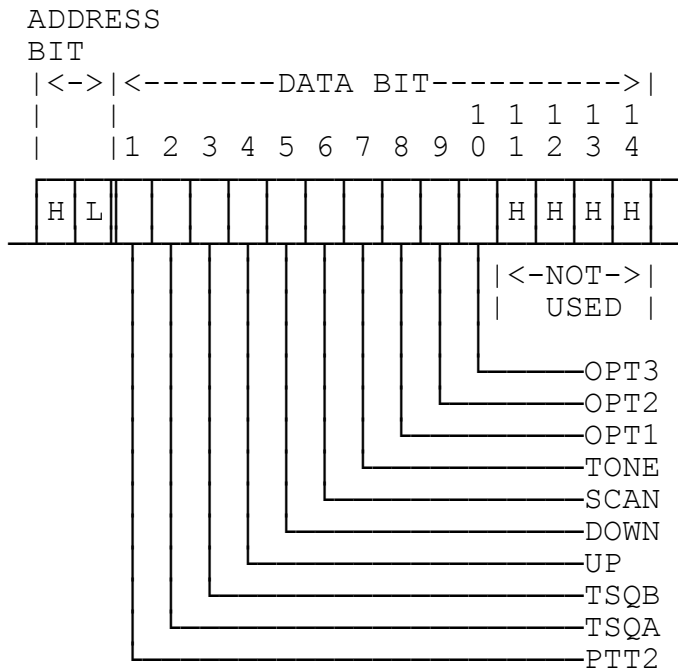 ADDRESS
BIT
|<->|<-------DATA BIT---------->|
| | 1 1 1 1 1
| |1 2 3 4 5 6 7 8 9 0 1 2 3 4
H L H H H H
|<-NOT->|
| USED |
OPT3
OPT2
OPT1
TONE
SCAN
DOWN
UP
TSQB
TSQA
PTT2